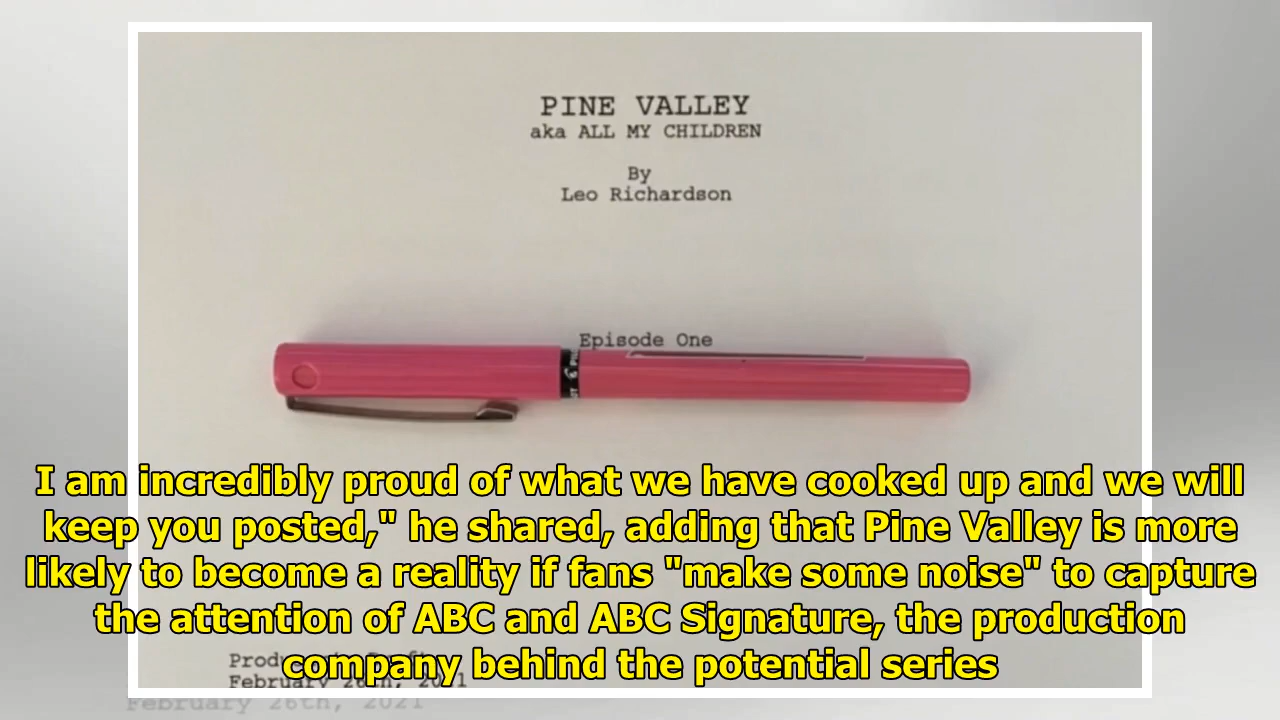 PINE VALLEY
aka ALL MY CHILDREN
By
Leo Richardson
Episode One
I am incredibly proud of what we have cooked up and we will
keep you posted," he shared, adding that Pine Valley is more
likely to become a reality if fans "make some noise" to capture
the attention of ABC and ABC Signature, the production
company behind the potential series
February 26th, 2021
February 26th, 2021